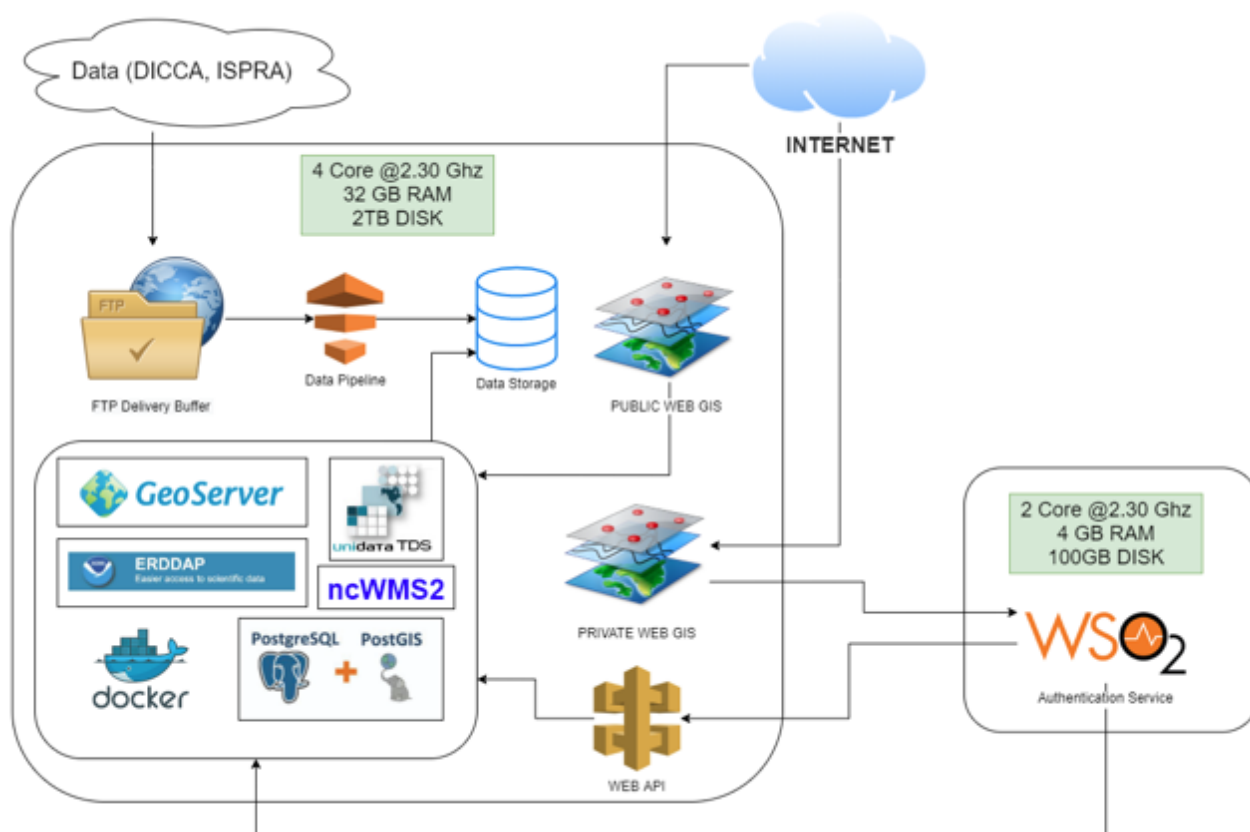 Data (DICCA, ISPRA)
INTERNET
4 Core @2.30 Ghz
32 GB RAM
2TB DISK
FTP
FTP Delivery Buffer
Data Pipeline
Data Storage
PUBLIC WEB GIS
GeoServer
unidata TDS
ERDDAP
Easier access to scientific data
ncWMS2
docker
PostgreSQL + PostGIS
PRIVATE WEB GIS
WEB API
2 Core @2.30 Ghz
4 GB RAM
100GB DISK
WSO2
Authentication Service